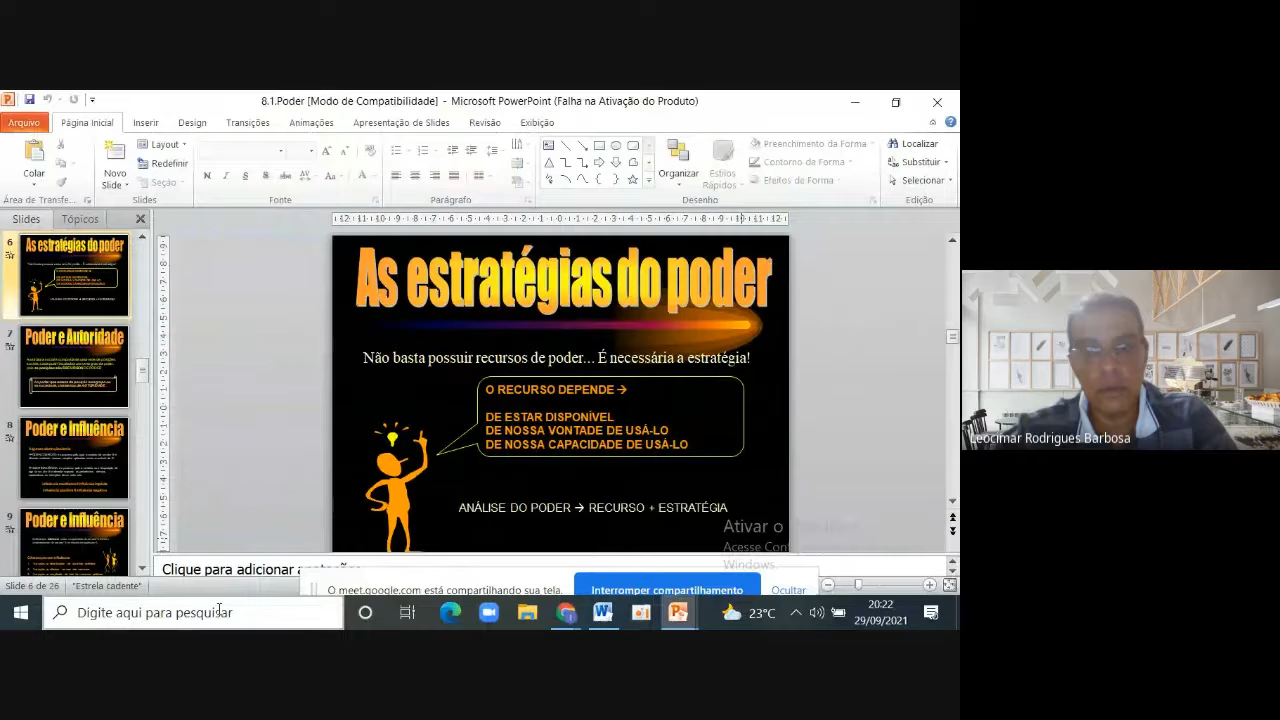 8.1.Poder [Modo de Compatibilidade] - Microsoft PowerPoint (Falha na Ativação do Produto)
Arquivo Página Inicial Inserir Design Transições Animações Apresentação de Slides Revisão Exibição
Colar
Novo Slide
Layout
Redefinir
Seção
Organizar
Estilos Rápidos
Preenchimento da Forma
Contorno da Forma
Efeitos de Forma
Localizar
Substituir
Selecionar
Área de Transfe... Slides Fonte Parágrafo Desenho Edição
Slides Tópicos
6
As estratégias do poder
7
Poder e Autoridade
8
Poder e Influência
9
Poder e Influência
As estratégias do poder
Não basta possuir recursos de poder... É necessária a estratégia!
O RECURSO DEPENDE →
DE ESTAR DISPONÍVEL
DE NOSSA VONTADE DE USÁ-LO
DE NOSSA CAPACIDADE DE USÁ-LO
ANÁLISE DO PODER → RECURSO + ESTRATÉGIA
Ativar o
Acesse
Windows.
Clique para adicionar
Slide 6 de 26 "Estrela cadente"
meet.google.com está compartilhando sua tela.
Interromper compartilhamento
Ocultar
Digite aqui para pesquisar
23°C
20:22
29/09/2021
Leocimar Rodrigues Barbosa